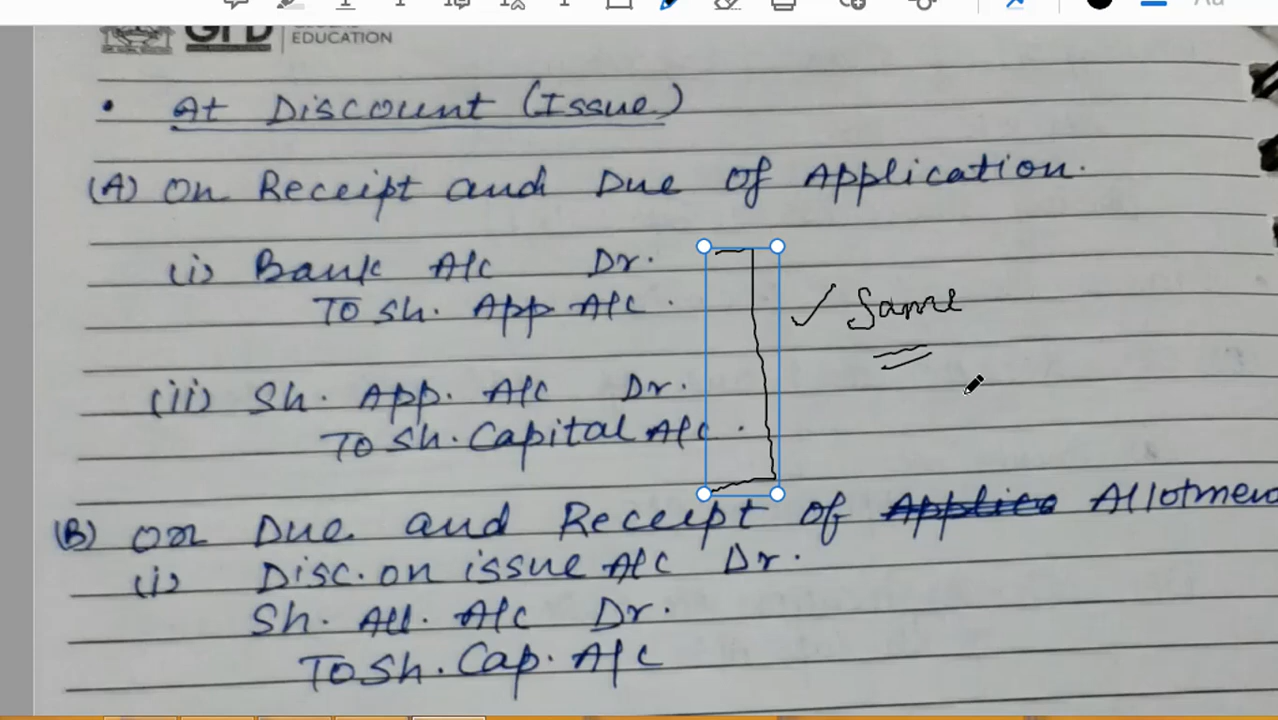 EDUCATION
• At Discount (Issue)
(A) On Receipt and Due Of Application.
(i) Bank A/c Dr.
To Sh. App A/c.
✓ Same
(ii) Sh. App. A/c Dr.
To Sh. Capital A/c.
(B) On Due and Receipt of Allotmen
(i) Disc. on issue A/c Dr.
Sh. All. A/c Dr.
To Sh. Cap. A/c